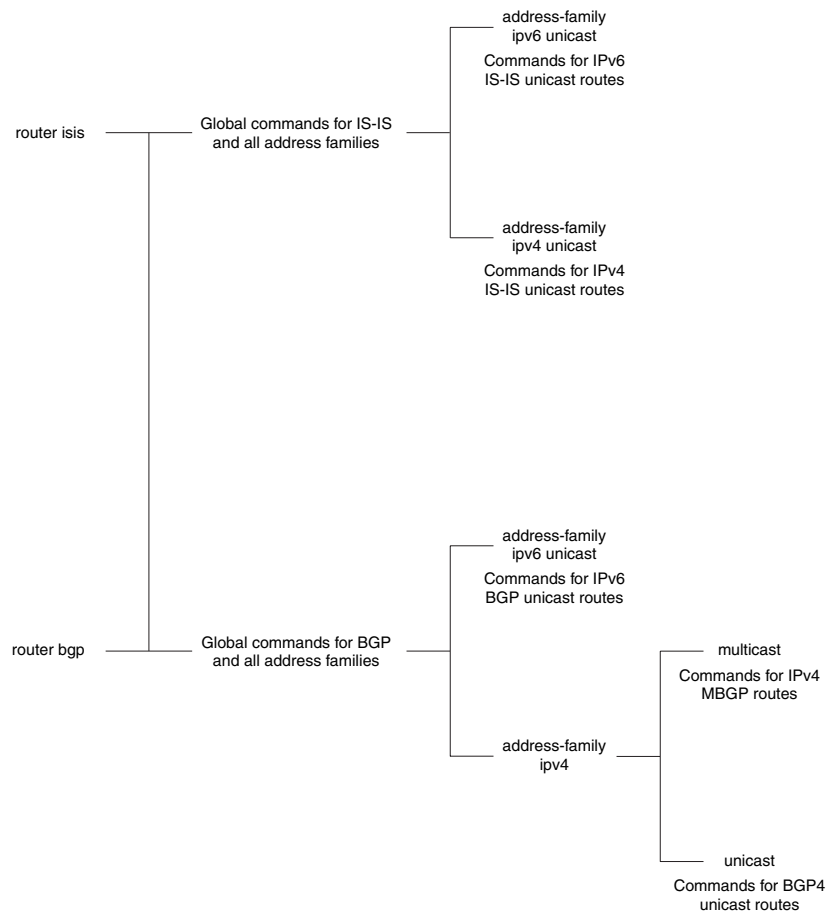 address-family
ipv6 unicast
Commands for IPv6
IS-IS unicast routes
router isis
Global commands for IS-IS
and all address families
address-family
ipv4 unicast
Commands for IPv4
IS-IS unicast routes
address-family
ipv6 unicast
Commands for IPv6
BGP unicast routes
router bgp
Global commands for BGP
and all address families
multicast
Commands for IPv4
MBGP routes
address-family
ipv4
unicast
Commands for BGP4
unicast routes